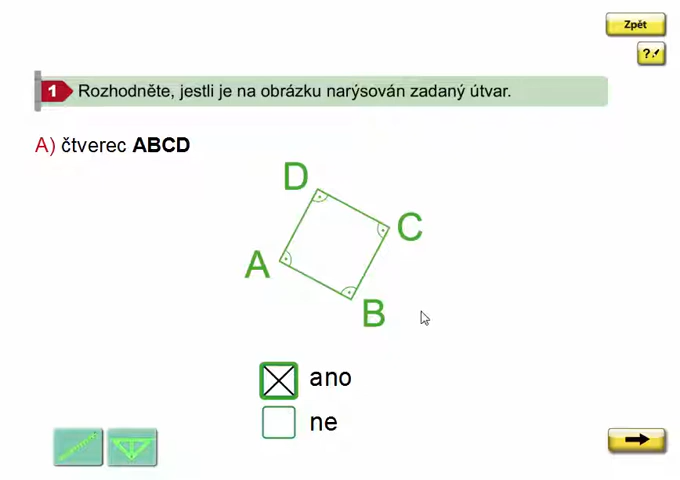 Zpět
?
1 Rozhodněte, jestli je na obrázku narýsován zadaný útvar.
A) čtverec ABCD
D
C
A
B
ano
ne